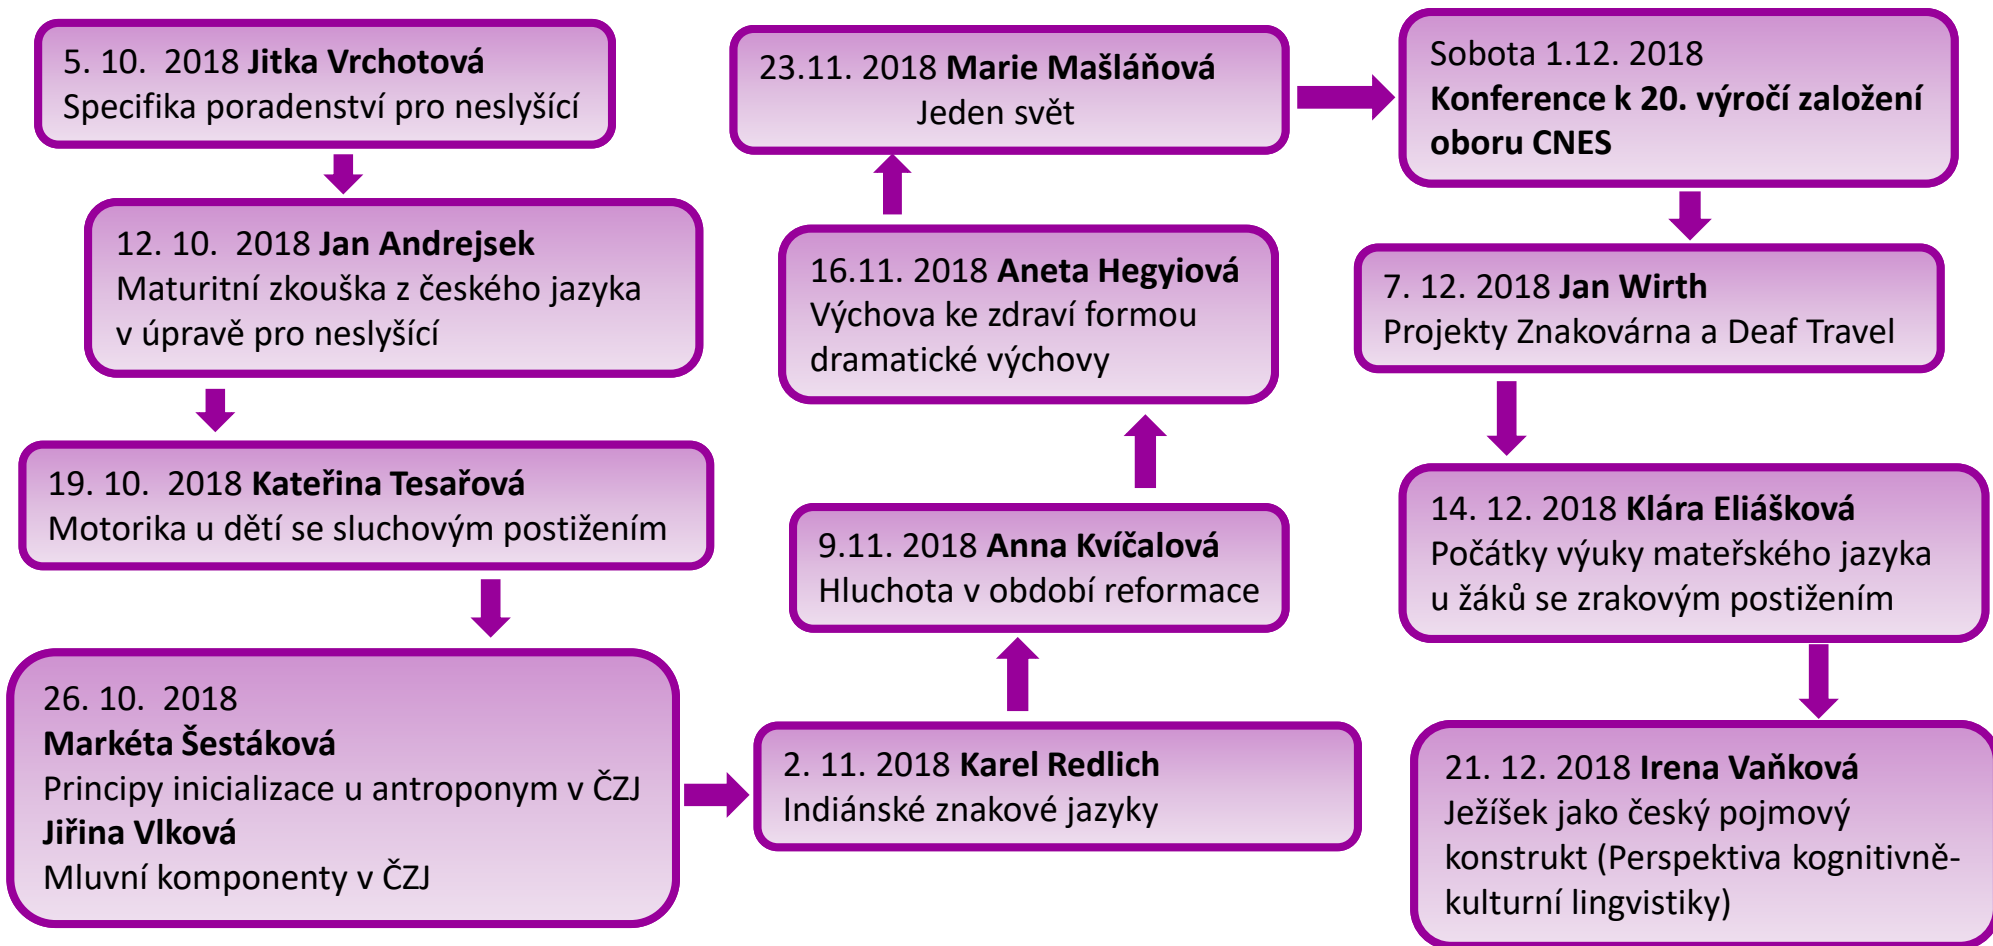 5. 10. 2018 Jitka Vrchotová
Specifika poradenství pro neslyšící
12. 10. 2018 Jan Andrejsek
Maturitní zkouška z českého jazyka
v úpravě pro neslyšící
19. 10. 2018 Kateřina Tesařová
Motorika u dětí se sluchovým postižením
26. 10. 2018
Markéta Šestáková
Principy inicializace u antroponym v ČZJ
Jiřina Vlková
Mluvní komponenty v ČZJ
2. 11. 2018 Karel Redlich
Indiánské znakové jazyky
9.11. 2018 Anna Kvíčalová
Hluchota v období reformace
16.11. 2018 Aneta Hegyiová
Výchova ke zdraví formou
dramatické výchovy
23.11. 2018 Marie Mašláňová
Jeden svět
Sobota 1.12. 2018
Konference k 20. výročí založení
oboru CNES
7. 12. 2018 Jan Wirth
Projekty Znakovárna a Deaf Travel
14. 12. 2018 Klára Eliášková
Počátky výuky mateřského jazyka
u žáků se zrakovým postižením
21. 12. 2018 Irena Vaňková
Ježíšek jako český pojmový
konstrukt (Perspektiva kognitivně-
kulturní lingvistiky)